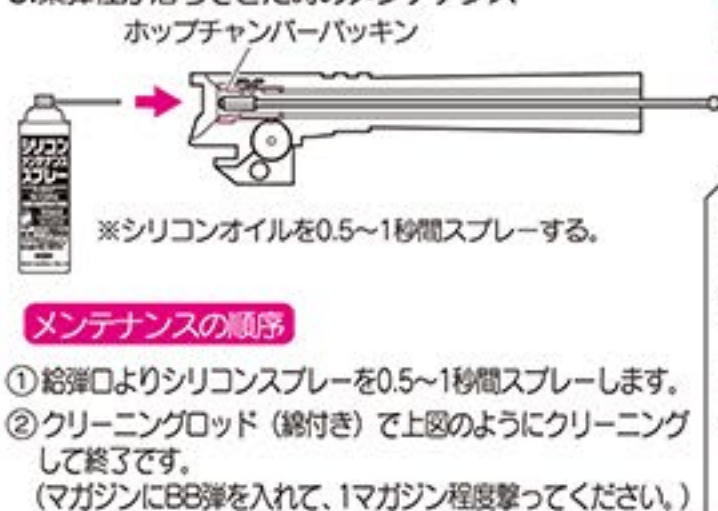 ホップチャンバーパッキン
シリコン
メンテナンス
スプレー
※シリコンオイルを0.5～1秒間スプレーする。
メンテナンスの順序
①給弾口よりシリコンスプレーを0.5～1秒間スプレーします。
②クリーニングロッド（綿付き）で上図のようにクリーニング
して終了です。
（マガジンにBB弾を入れて、1マガジン程度撃ってください。）